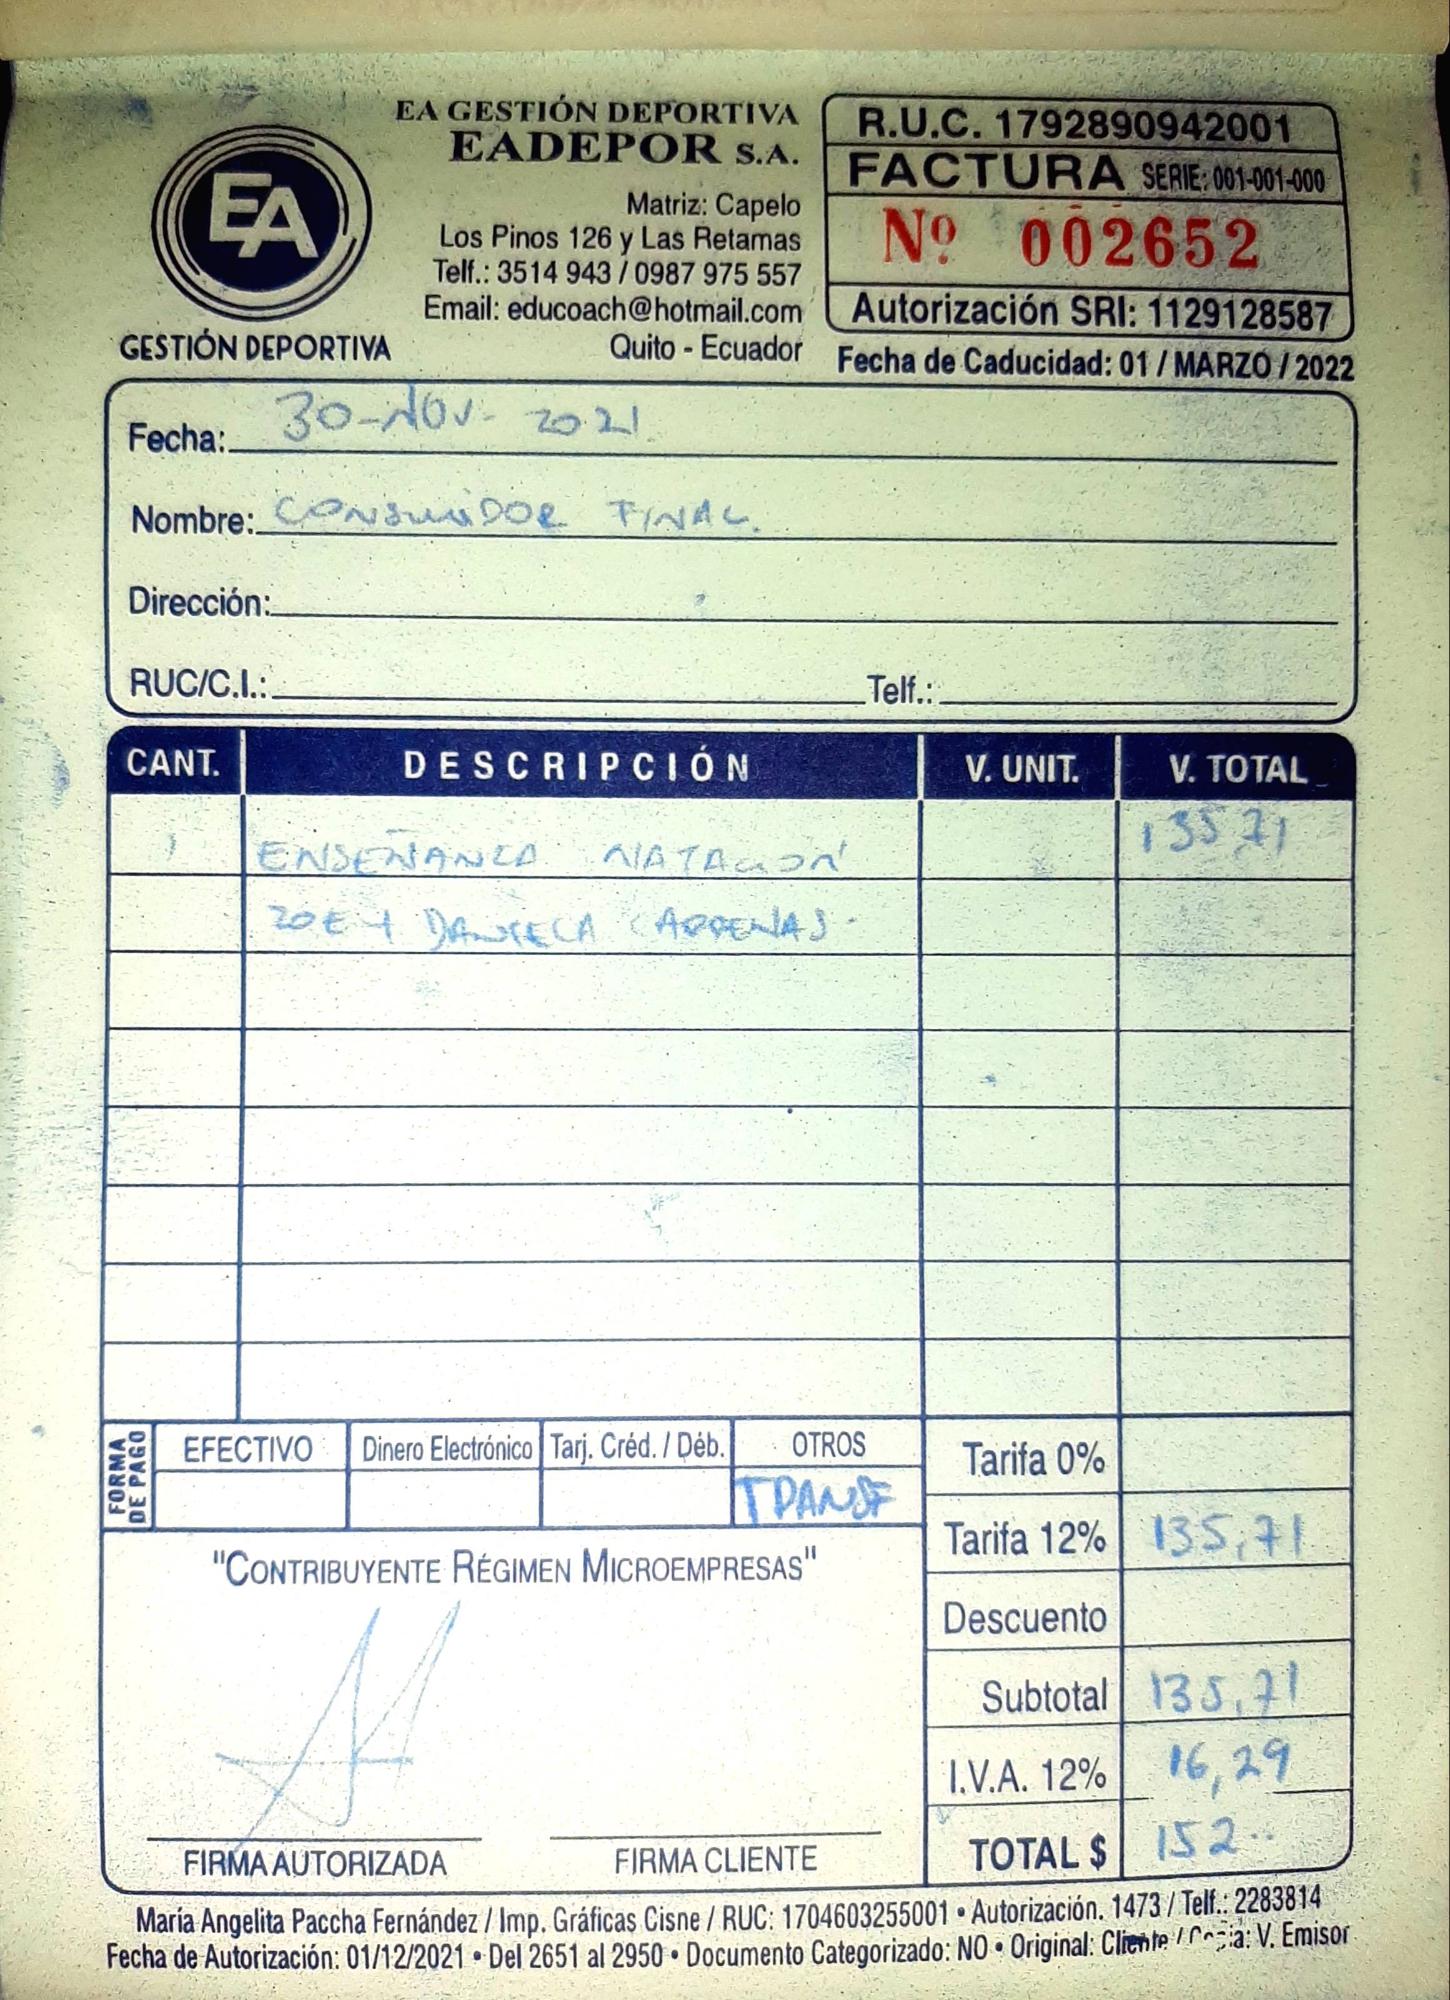 EA GESTIÓN DEPORTIVA
EADEPOR S.A.
EA
GESTIÓN DEPORTIVA
Matriz: Capelo
Los Pinos 126 y Las Retamas
Telf.: 3514 943 / 0987 975 557
Email: educoach@hotmail.com
Quito - Ecuador
R.U.C. 1792890942001
FACTURA SERIE: 001-001-000
Nº 002652
Autorización SRI: 1129128587
Fecha de Caducidad: 01 / MARZO / 2022
Fecha: 30-NOV- 2021
Nombre: CONSUMIDOR FINAL.
Dirección:
RUC/C.I.: Telf.:
CANT. DESCRIPCIÓN V. UNIT. V. TOTAL
1 ENSEÑANZA NATACIÓN 135,71
ZOE Y DANIELA CARDENAS.
FORMA DE PAGO
EFECTIVO Dinero Electrónico Tarj. Créd. / Déb. OTROS
TRANSF
Tarifa 0%
Tarifa 12% 135,71
Descuento
Subtotal 135,71
I.V.A. 12% 16,29
TOTAL $ 152..
"CONTRIBUYENTE RÉGIMEN MICROEMPRESAS"
FIRMA AUTORIZADA FIRMA CLIENTE
María Angelita Paccha Fernández / Imp. Gráficas Cisne / RUC: 1704603255001 • Autorización. 1473 / Telf.: 2283814
Fecha de Autorización: 01/12/2021 • Del 2651 al 2950 • Documento Categorizado: NO • Original: Cliente / Copia: V. Emisor